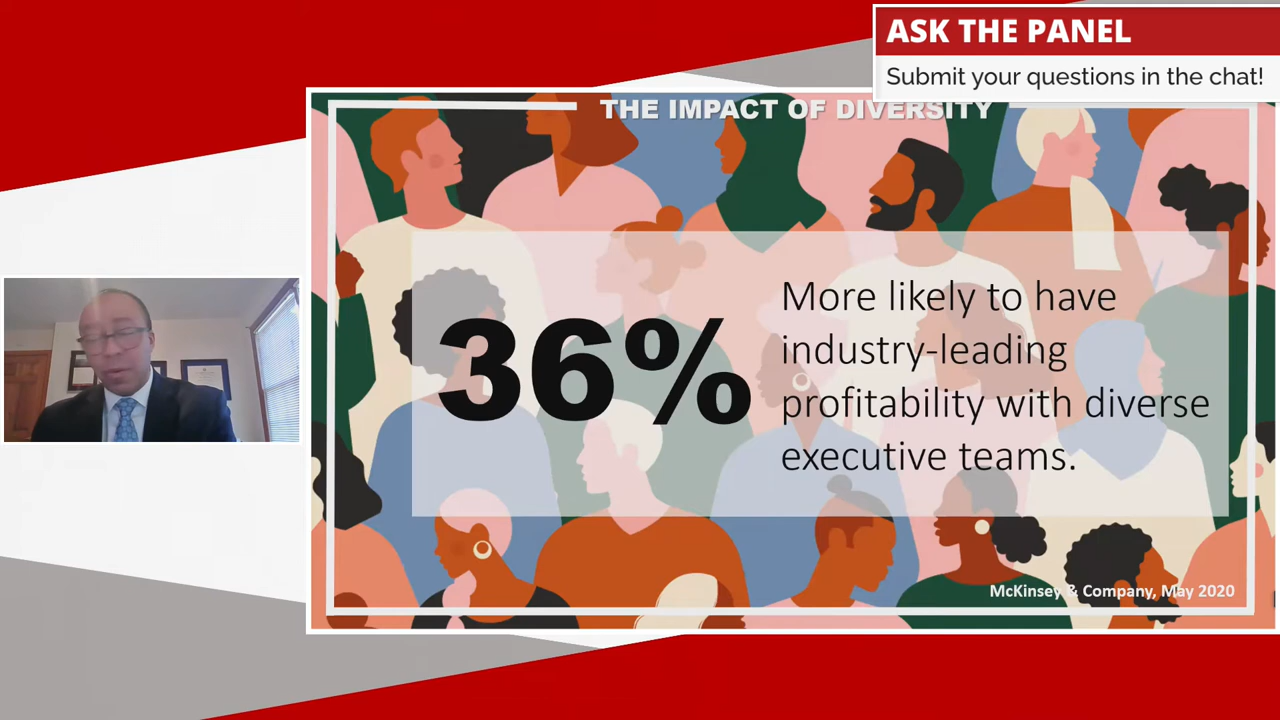 ASK THE PANEL
Submit your questions in the chat!
THE IMPACT OF DIVERSITY
36%
More likely to have
industry-leading
profitability with diverse
executive teams.
McKinsey & Company, May 2020